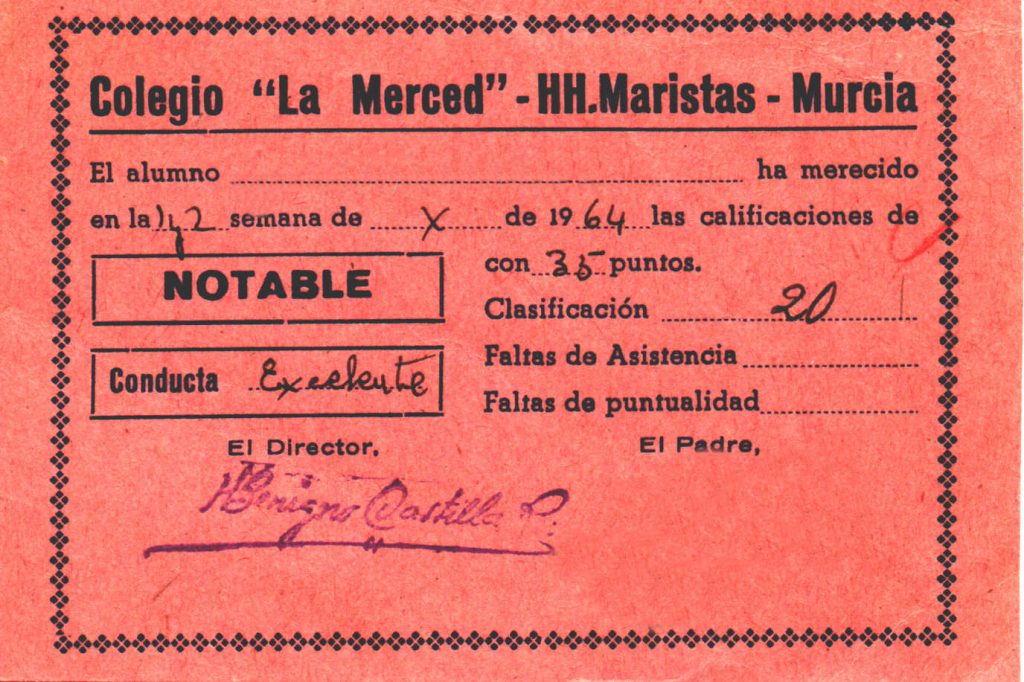 Colegio "La Merced" - HH.Maristas - Murcia
El alumno ha merecido
en la 1 y 2 semana de X de 1964 las calificaciones de
NOTABLE
con 35 puntos.
Clasificación 20
Conducta Excelente
Faltas de Asistencia
Faltas de puntualidad
El Director,
El Padre,
H Benigno Castilla P.